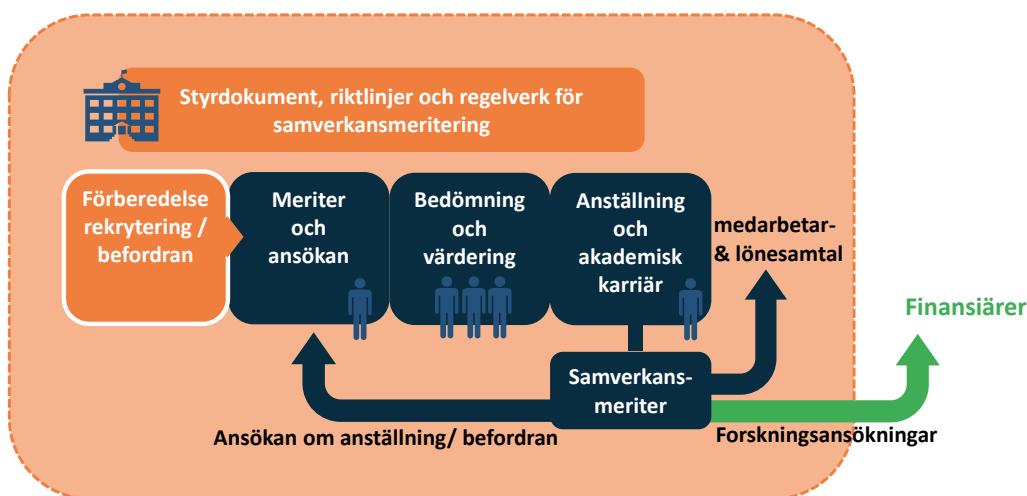 Styrdokument, riktlinjer och regelverk för
samverkansmeritering
Förberedelse
rekrytering /
befordran
Meriter
och
ansökan
Bedömning
och
värdering
Anställning
och
akademisk
karriär
medarbetar-
& lönesamtal
Finansiärer
Samverkans-
meriter
Ansökan om anställning/ befordran
Forskningsansökningar